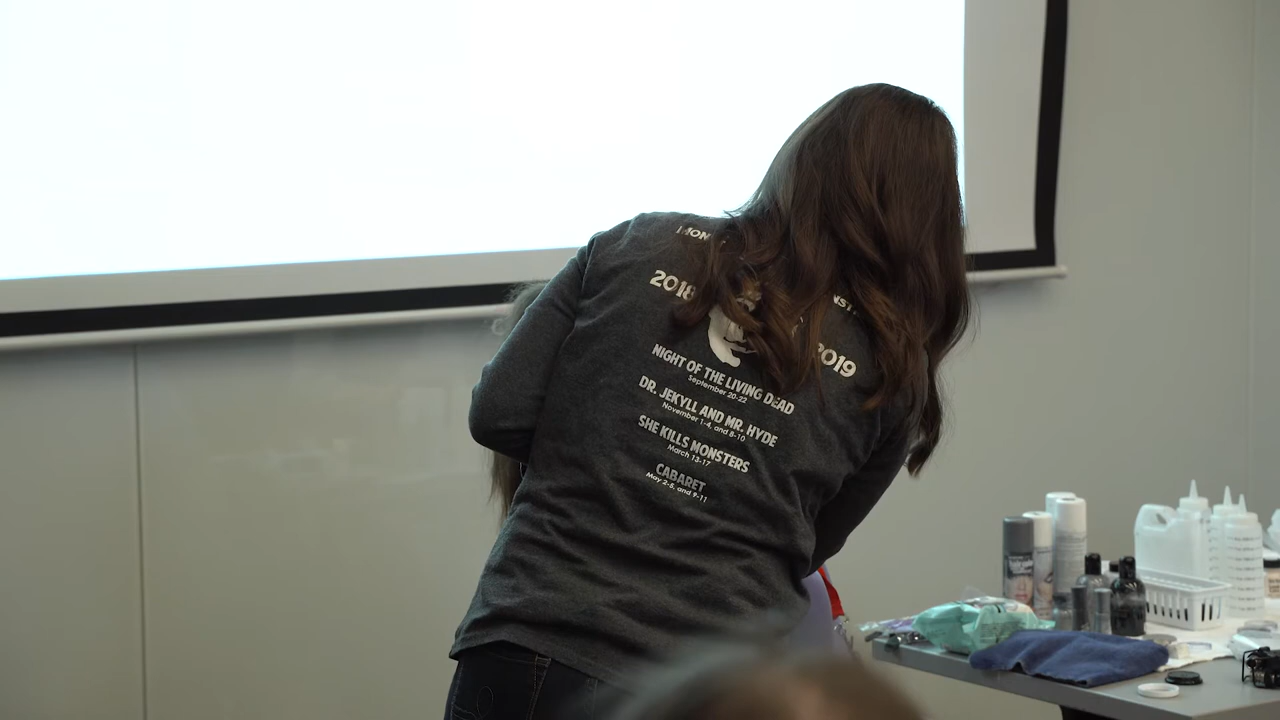 2018
2019
NIGHT OF THE LIVING DEAD
September 20-22
DR. JEKYLL AND MR. HYDE
November 1-4, and 8-10
SHE KILLS MONSTERS
March 13-17
CABARET
May 2-5, and 9-11